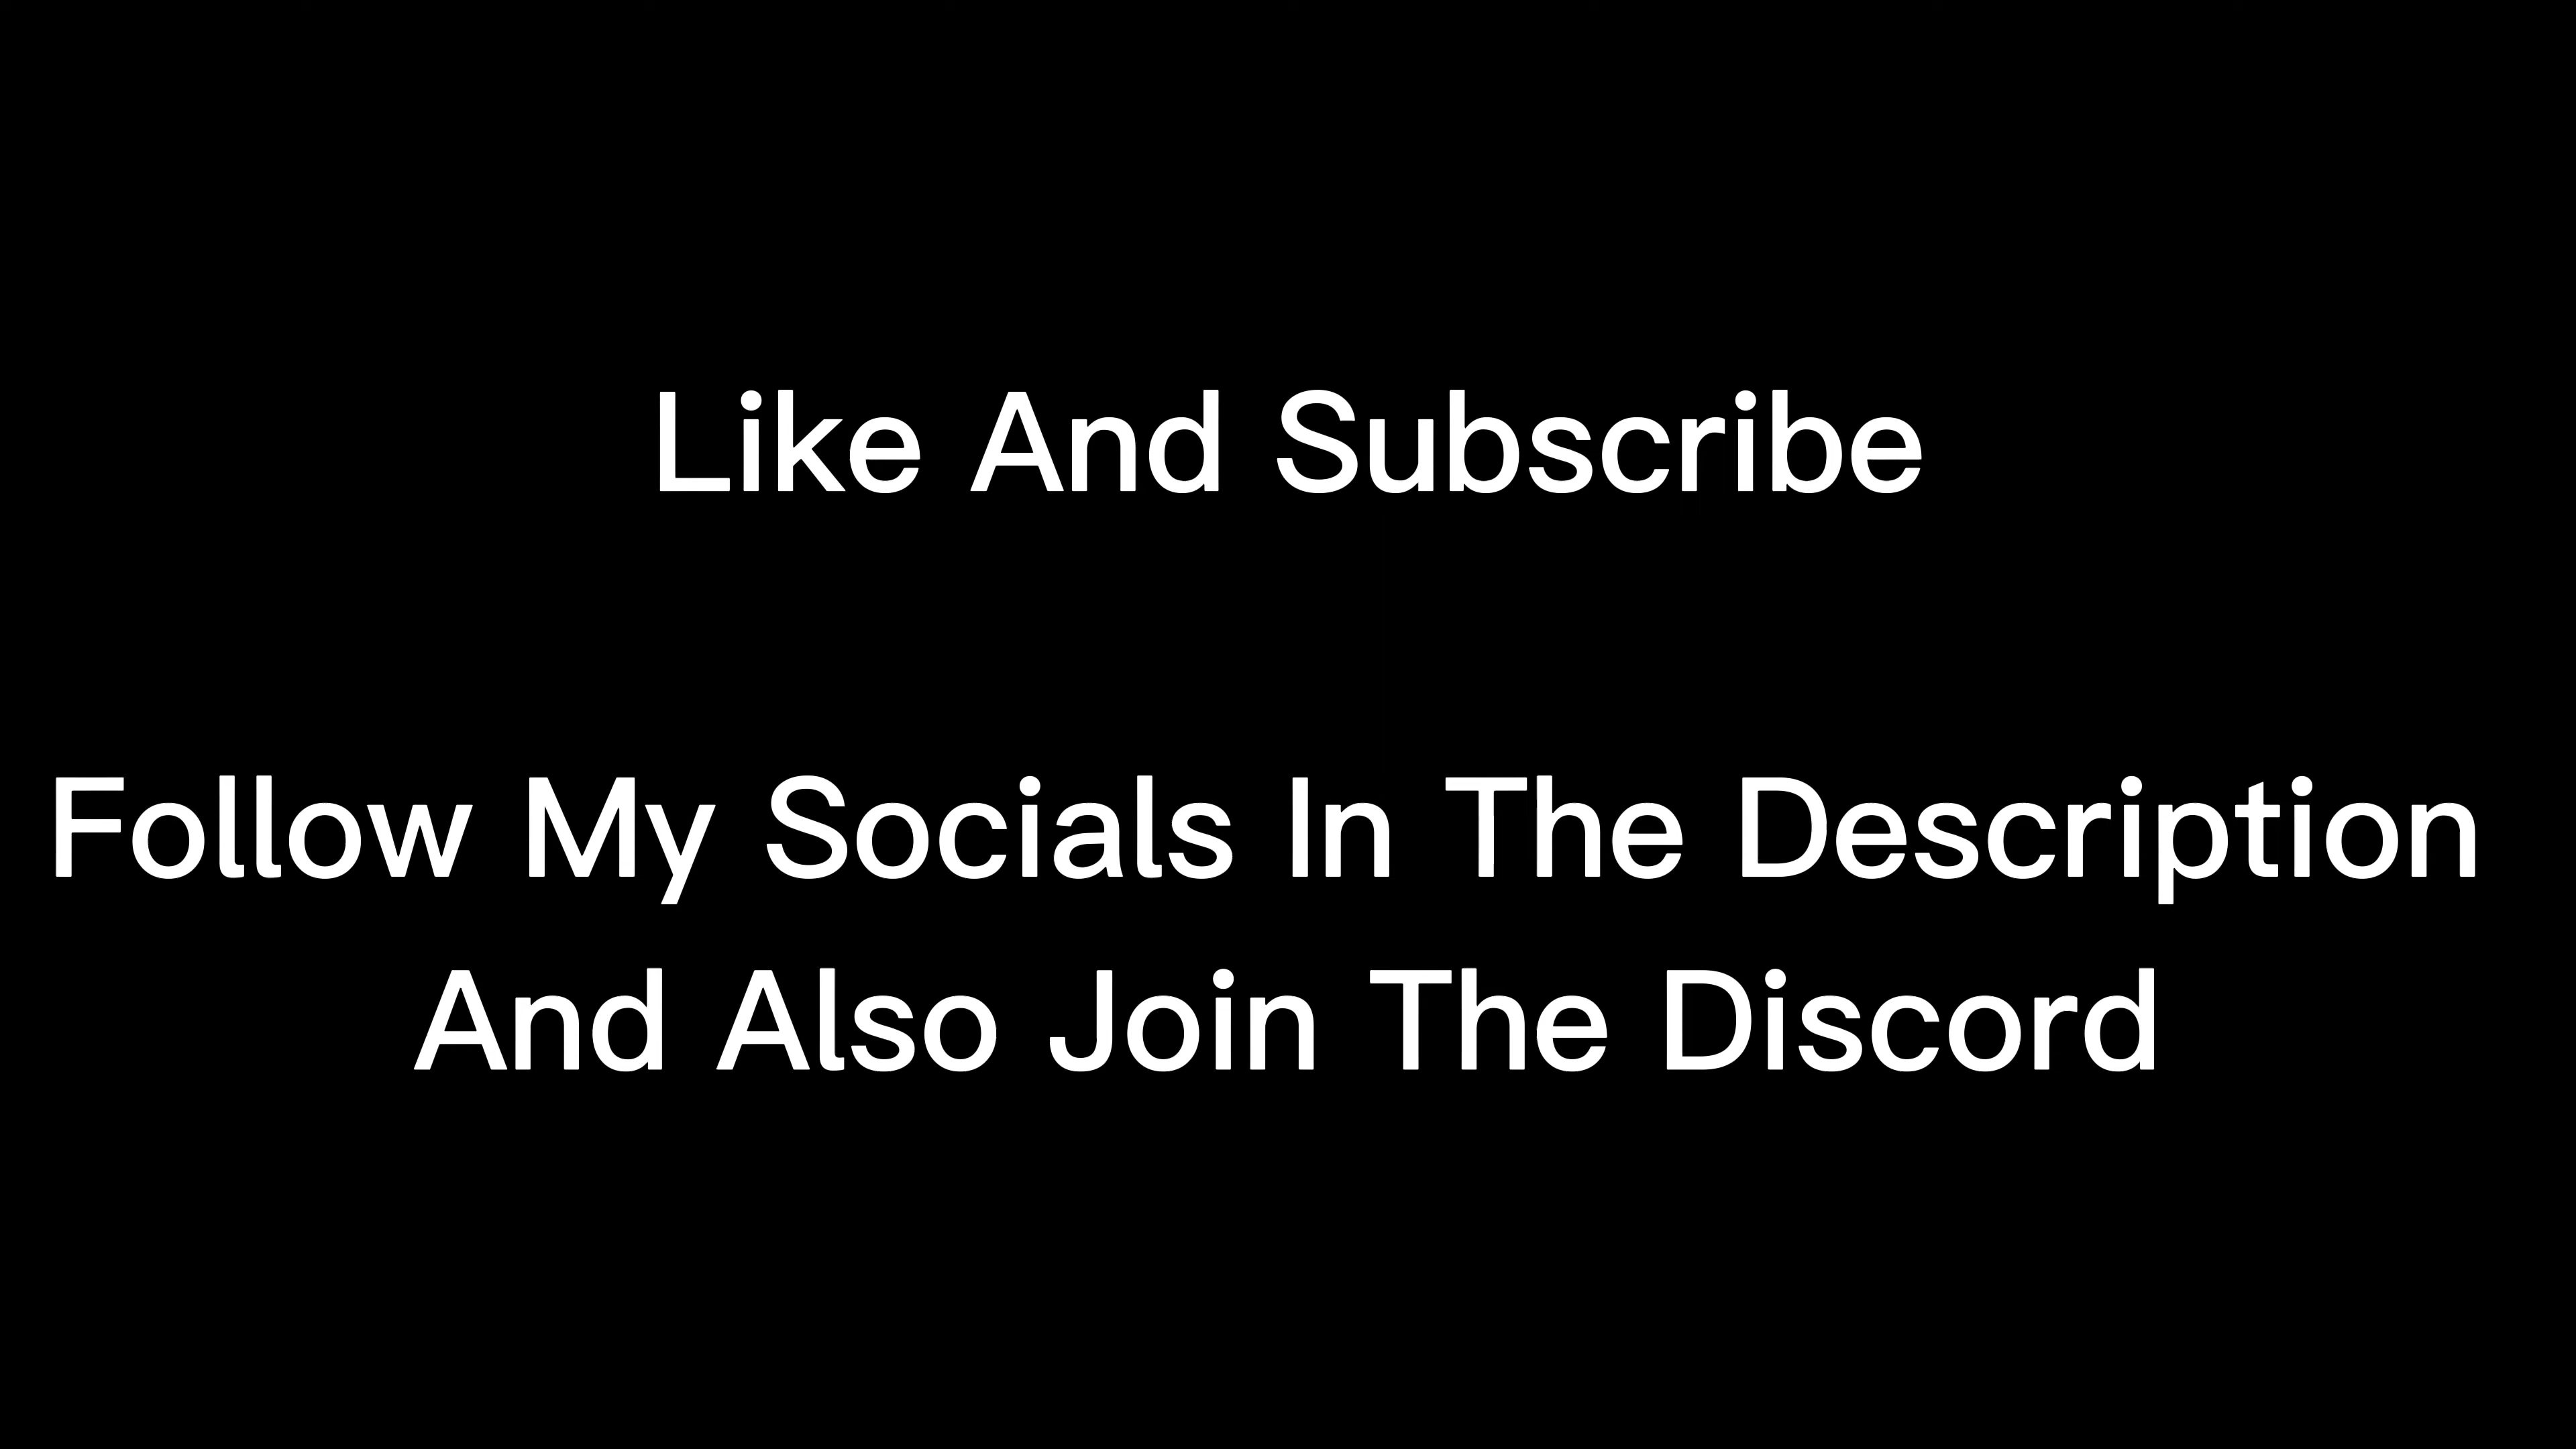 Like And Subscribe
Follow My Socials In The Description
And Also Join The Discord